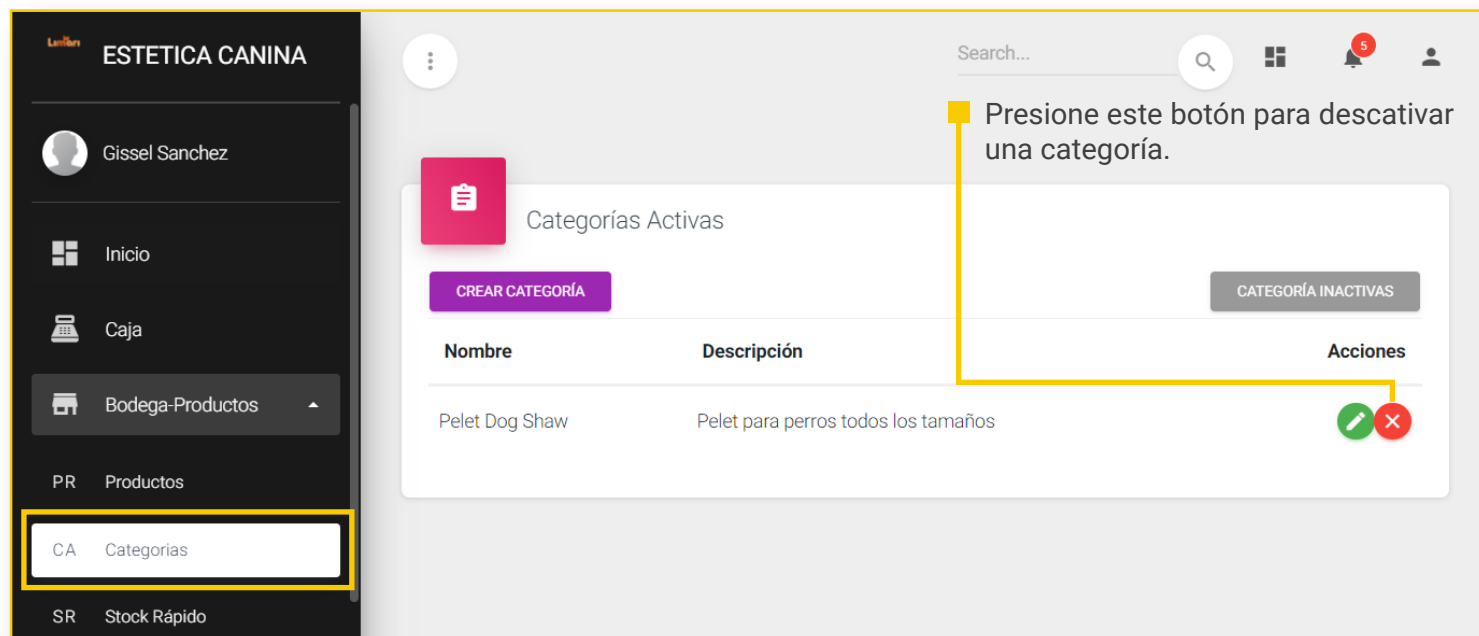 Limbari
ESTETICA CANINA
Gissel Sanchez
Inicio
Caja
Bodega-Productos
PR Productos
CA Categorias
SR Stock Rápido
Search...
5
Presione este botón para descativar
una categoría.
Categorías Activas
CREAR CATEGORÍA
CATEGORÍA INACTIVAS
Nombre Descripción Acciones
Pelet Dog Shaw Pelet para perros todos los tamaños